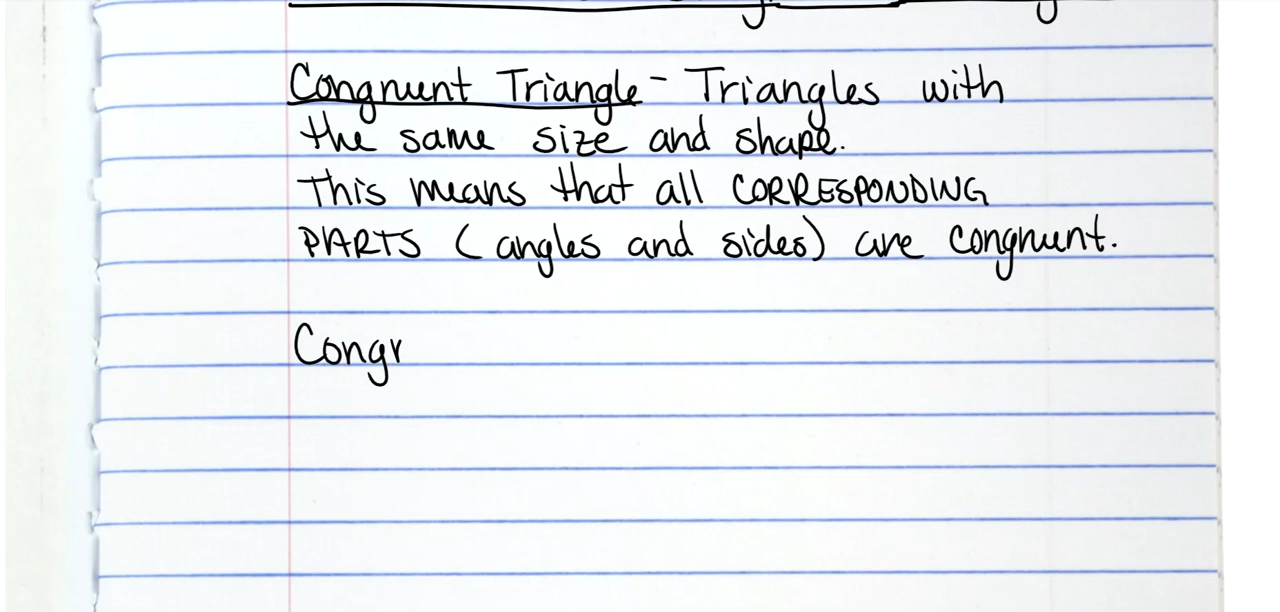 Congruent Triangle - Triangles with
the same size and shape.
This means that all CORRESPONDING
PARTS (angles and sides) are congruent.
Congr